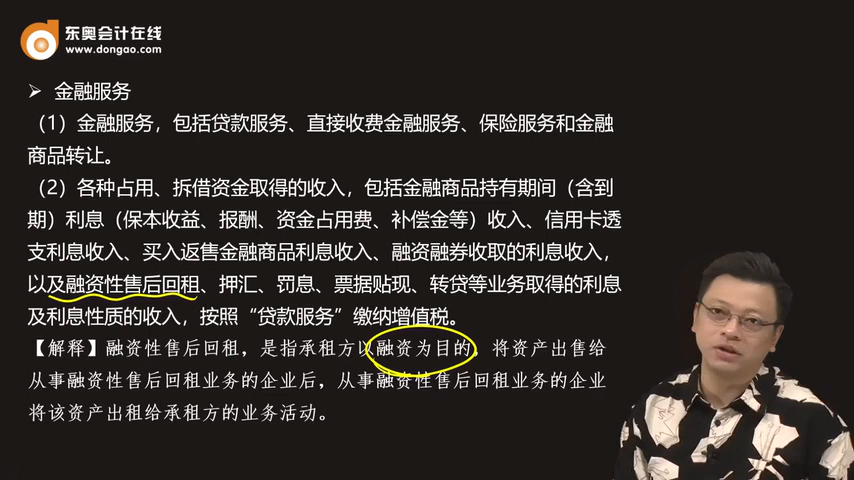 东奥会计在线
www.dongao.com
➢ 金融服务
（1）金融服务，包括贷款服务、直接收费金融服务、保险服务和金融
商品转让。
（2）各种占用、拆借资金取得的收入，包括金融商品持有期间（含到
期）利息（保本收益、报酬、资金占用费、补偿金等）收入、信用卡透
支利息收入、买入返售金融商品利息收入、融资融券收取的利息收入，
以及融资性售后回租、押汇、罚息、票据贴现、转贷等业务取得的利息
及利息性质的收入，按照“贷款服务”缴纳增值税。
【解释】融资性售后回租，是指承租方以融资为目的，将资产出售给
从事融资性售后回租业务的企业后，从事融资性售后回租业务的企业
将该资产出租给承租方的业务活动。